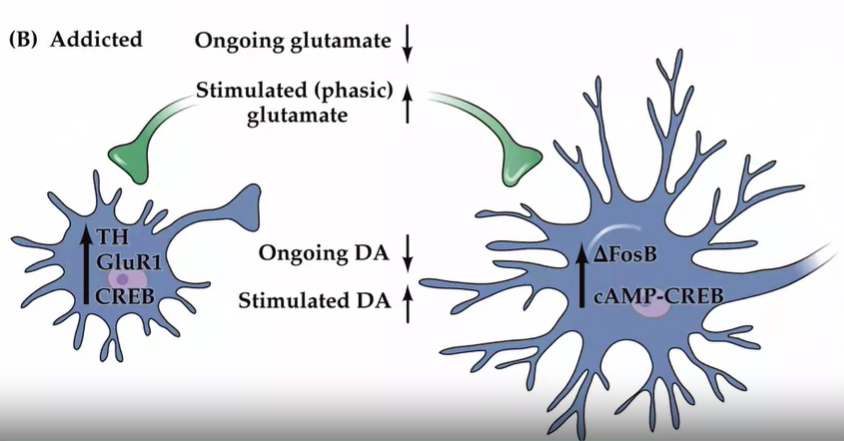 (B) Addicted
Ongoing glutamate ↓
Stimulated (phasic) ↑
glutamate
TH
GluR1
CREB
Ongoing DA ↓
Stimulated DA ↑
ΔFosB
cAMP-CREB